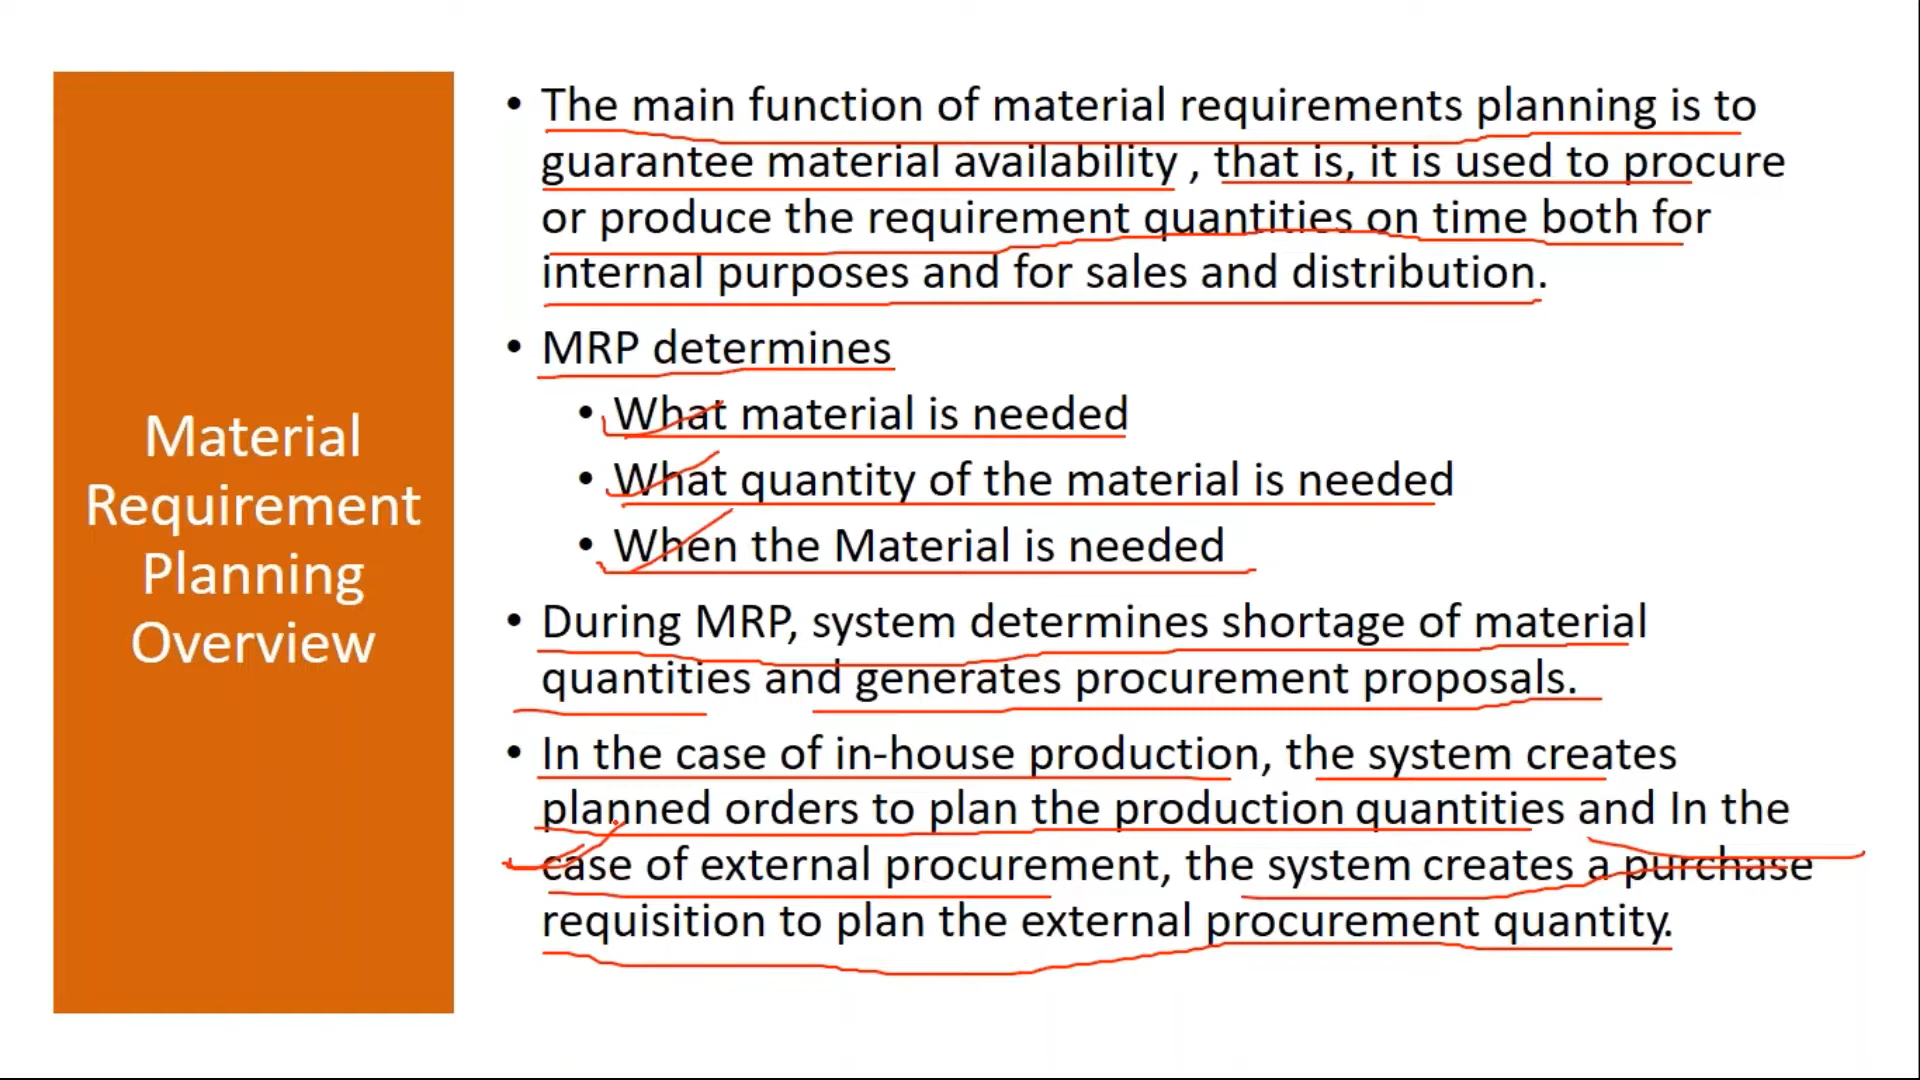 Material
Requirement
Planning
Overview
• The main function of material requirements planning is to
guarantee material availability , that is, it is used to procure
or produce the requirement quantities on time both for
internal purposes and for sales and distribution.
• MRP determines
• What material is needed
• What quantity of the material is needed
• When the Material is needed
• During MRP, system determines shortage of material
quantities and generates procurement proposals.
• In the case of in-house production, the system creates
planned orders to plan the production quantities and In the
case of external procurement, the system creates a purchase
requisition to plan the external procurement quantity.